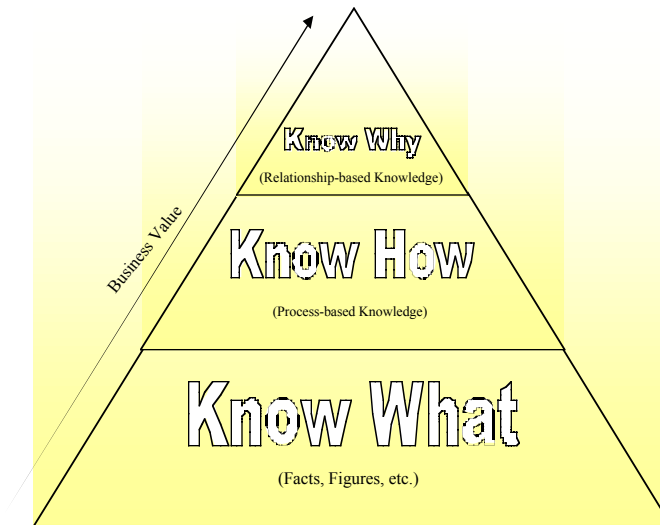 Know Why
(Relationship-based Knowledge)
Business Value
Know How
(Process-based Knowledge)
Know What
(Facts, Figures, etc.)